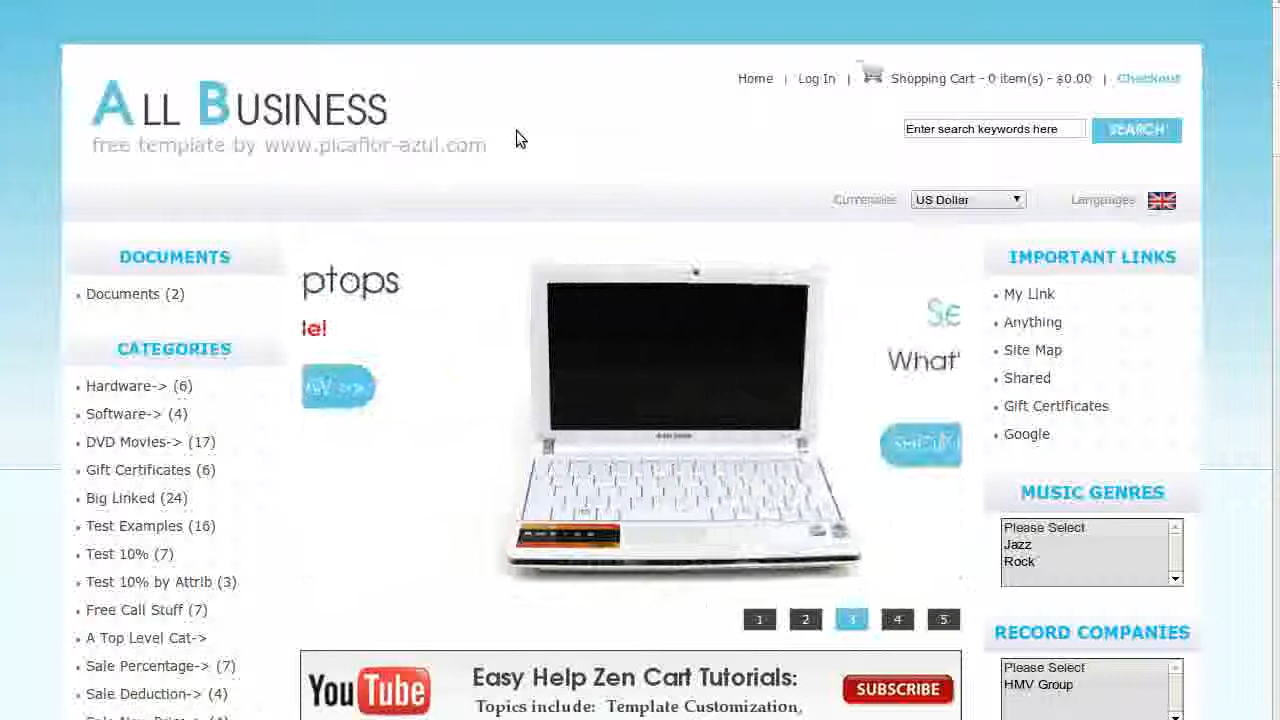 Home | Log In | Shopping Cart - 0 item(s) - $0.00 | Checkout
ALL BUSINESS
free template by www.picaflor-azul.com
Enter search keywords here
SEARCH
Currencies
US Dollar
Languages
DOCUMENTS
Documents (2)
CATEGORIES
Hardware-> (6)
Software-> (4)
DVD Movies-> (17)
Gift Certificates (6)
Big Linked (24)
Test Examples (16)
Test 10% (7)
Test 10% by Attrib (3)
Free Call Stuff (7)
A Top Level Cat->
Sale Percentage-> (7)
Sale Deduction-> (4)
ptops
le!
Se
What'
1 2 3 4 5
YouTube
Easy Help Zen Cart Tutorials:
Topics include: Template Customization,
SUBSCRIBE
IMPORTANT LINKS
My Link
Anything
Site Map
Shared
Gift Certificates
Google
MUSIC GENRES
Please Select
Jazz
Rock
RECORD COMPANIES
Please Select
HMV Group